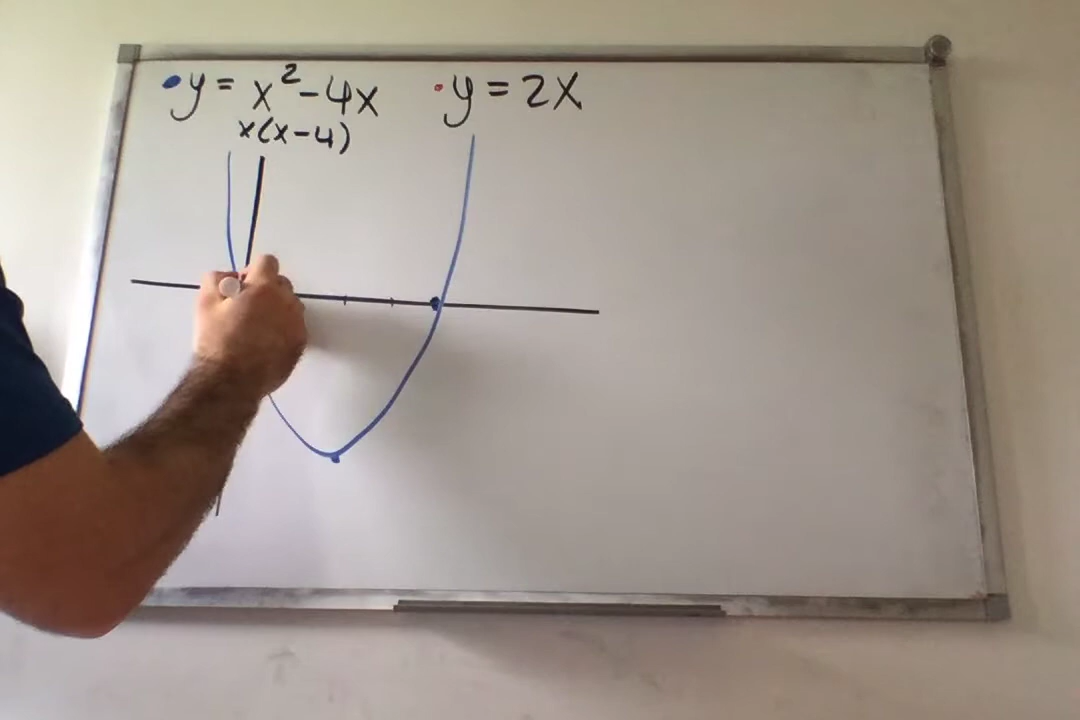 y = x² - 4x
y = 2x
x(x-4)